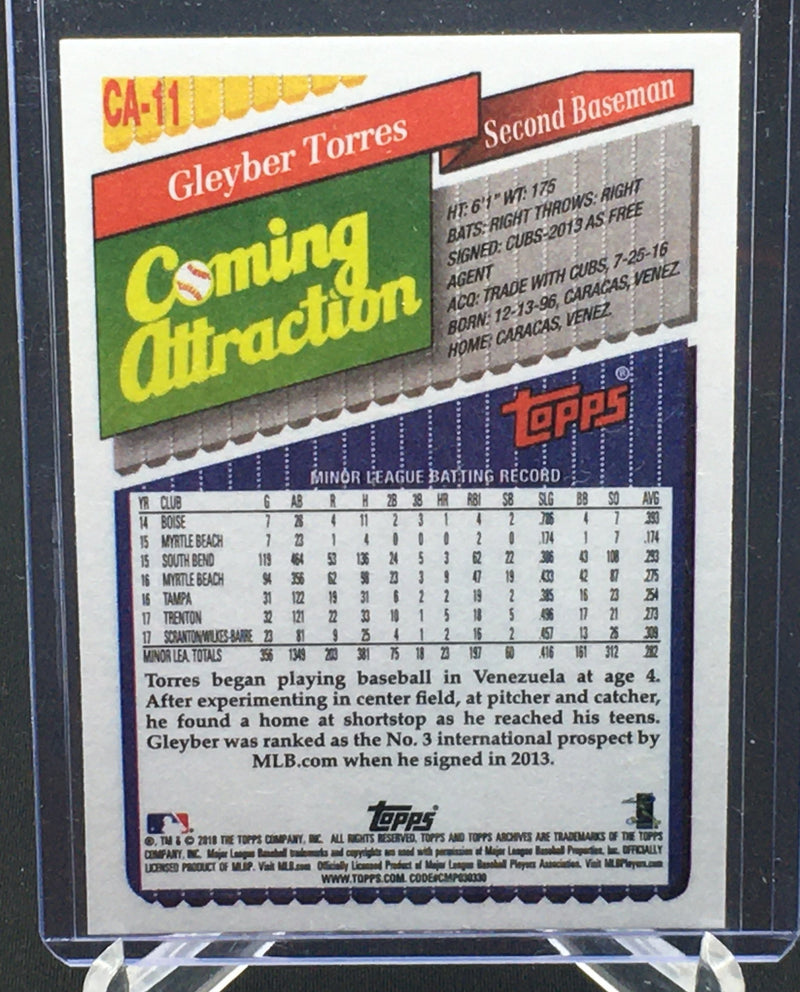 CA-11
Gleyber Torres
Second Baseman
Coming
Attraction
HT: 6'1" WT: 175
BATS: RIGHT THROWS: RIGHT
SIGNED: CUBS-2013 AS FREE
AGENT
ACQ: TRADE WITH CUBS, 7-25-16
BORN: 12-13-96, CARACAS, VENEZ.
HOME: CARACAS, VENEZ.
TOPPS®
MINOR LEAGUE BATTING RECORD
YR CLUB G AB R H 2B 3B HR RBI SB SLG BB SO AVG
14 BOISE 7 28 4 11 2 3 1 4 2 .786 4 7 .393
15 MYRTLE BEACH 7 23 1 4 0 0 0 2 0 .174 1 7 .174
15 SOUTH BEND 119 464 53 136 24 5 3 62 22 .386 43 108 .293
16 MYRTLE BEACH 94 356 62 98 23 3 9 47 19 .433 42 87 .275
16 TAMPA 31 122 19 31 6 2 2 19 2 .385 16 23 .254
17 TRENTON 32 121 22 33 10 1 5 18 5 .496 17 21 .273
17 SCRANTON/WILKES-BARRE 23 81 9 25 4 1 2 16 2 .457 13 26 .309
MINOR LEA. TOTALS 356 1349 203 381 75 18 23 197 60 .416 161 312 .282
Torres began playing baseball in Venezuela at age 4.
After experimenting in center field, at pitcher and catcher,
he found a home at shortstop as he reached his teens.
Gleyber was ranked as the No. 3 international prospect by
MLB.com when he signed in 2013.
Topps®
®, TM & © 2018 THE TOPPS COMPANY, INC. ALL RIGHTS RESERVED. TOPPS AND TOPPS ARCHIVES ARE TRADEMARKS OF THE TOPPS
COMPANY, INC. Major League Baseball trademarks and copyrights are used with permission of Major League Baseball Properties, Inc. OFFICIALLY
LICENSED PRODUCT OF MLBP. Visit MLB.com Officially Licensed Product of Major League Baseball Players Association. Visit MLBPlayers.com
WWW.TOPPS.COM. CODE#CMP030330